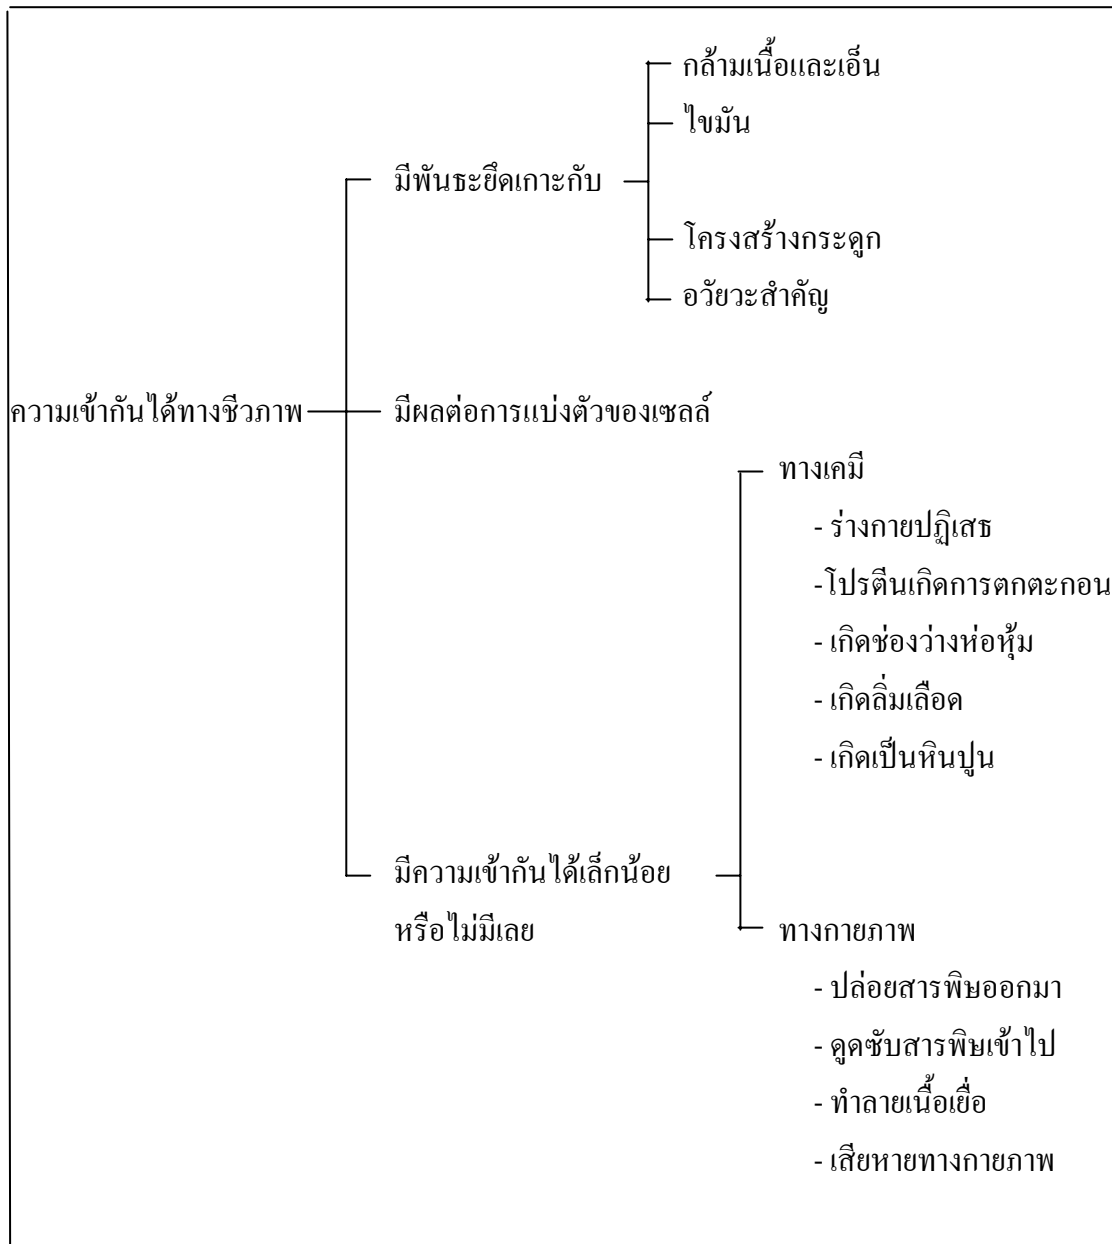 กล้ามเนื้อและเอ็น
ไขมัน
มีพันธะยึดเกาะกับ
โครงสร้างกระดูก
อวัยวะสำคัญ
ความเข้ากันได้ทางชีวภาพ
มีผลต่อการแบ่งตัวของเซลล์
ทางเคมี
- ร่างกายปฏิเสธ
-โปรตีนเกิดการตกตะกอน
- เกิดช่องว่างห่อหุ้ม
- เกิดลิ่มเลือด
- เกิดเป็นหินปูน
มีความเข้ากันได้เล็กน้อย
หรือไม่มีเลย
ทางกายภาพ
- ปล่อยสารพิษออกมา
- ดูดซับสารพิษเข้าไป
- ทำลายเนื้อเยื่อ
- เสียหายทางกายภาพ